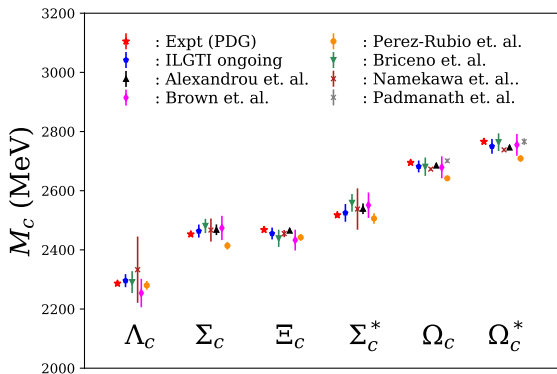 3200
3000
2800
2600
2400
2200
2000
M_c (MeV)
: Expt (PDG)
: ILGTI ongoing
: Alexandrou et. al.
: Brown et. al.
: Perez-Rubio et. al.
: Briceno et. al.
: Namekawa et. al..
: Padmanath et. al.
Λ_c Σ_c Ξ_c Σ_c^* Ω_c Ω_c^*